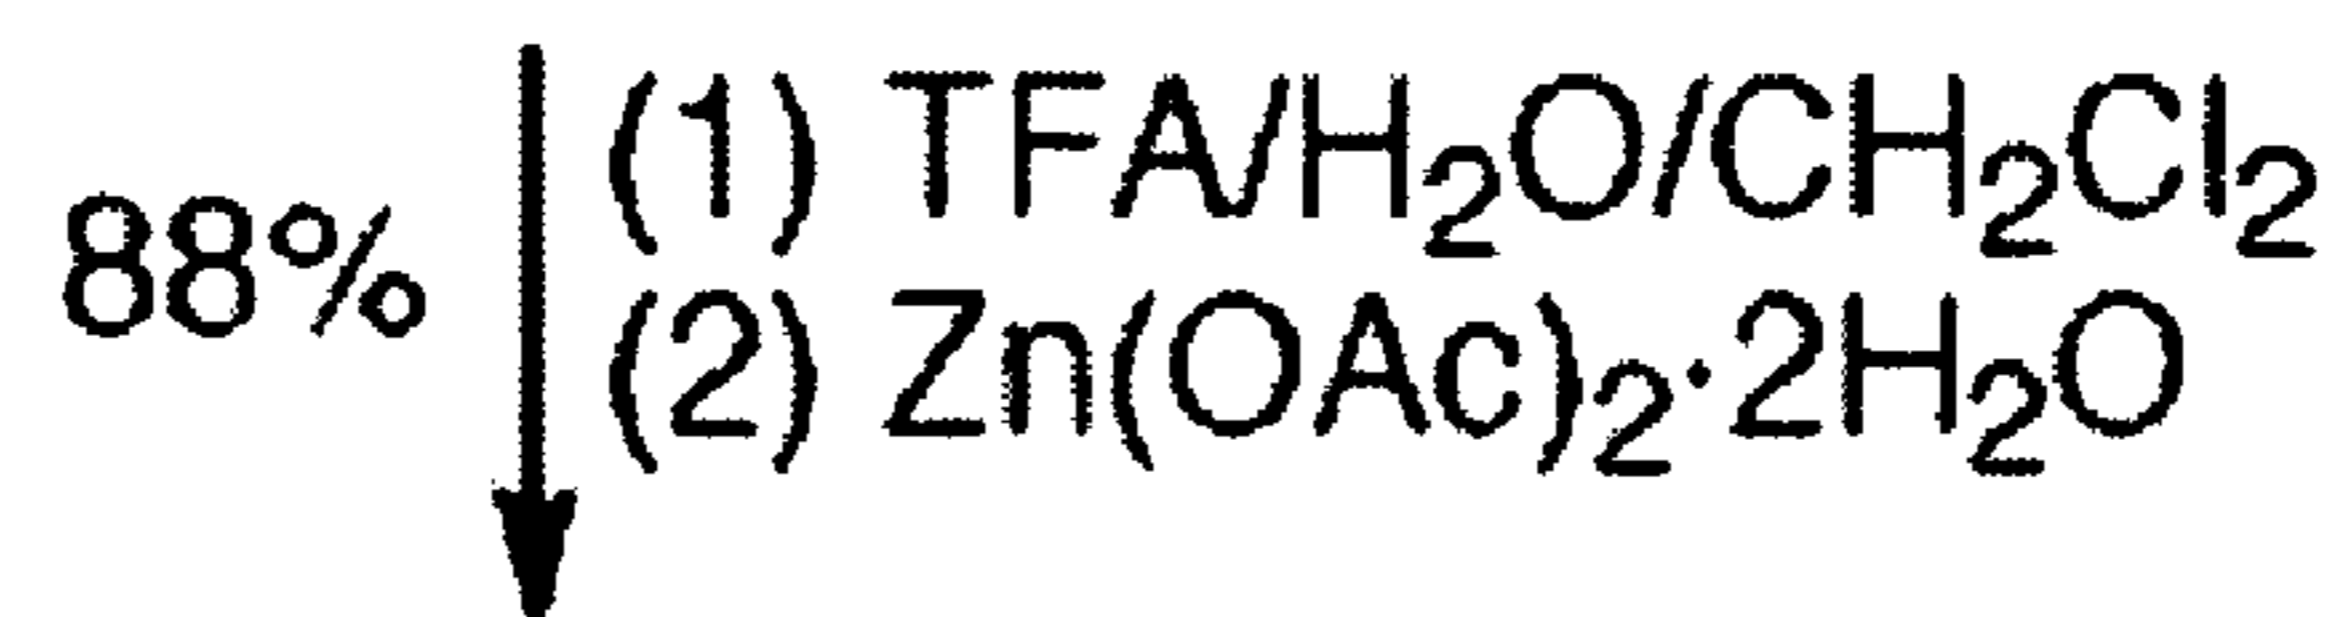 88%
(1) TFA/H₂O/CH₂Cl₂
(2) Zn(OAc)₂·2H₂O